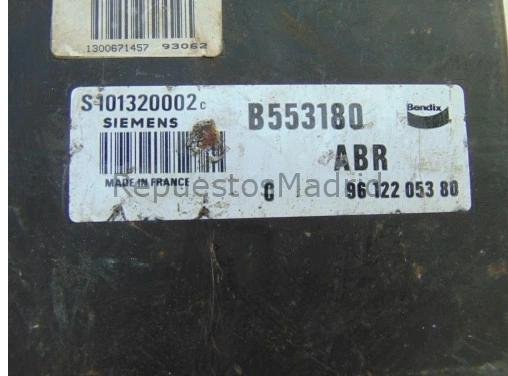 1300671457 93062
S101320002 C
B553180
Bendix
SIEMENS
ABR
MADE IN FRANCE
C
96 122 053 80
RepuestosMadrid